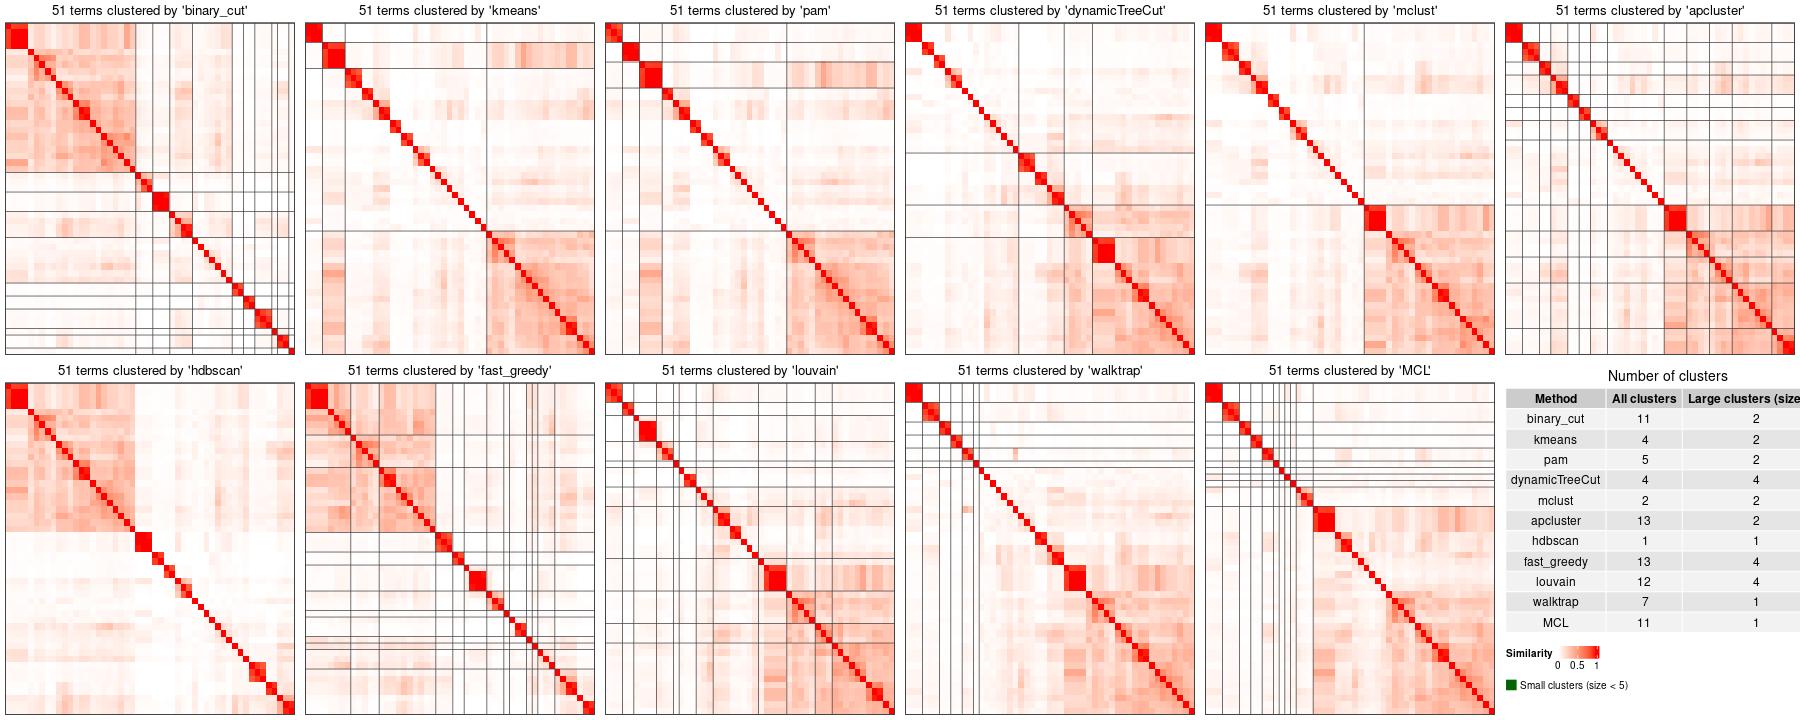 51 terms clustered by 'binary_cut'
51 terms clustered by 'kmeans'
51 terms clustered by 'pam'
51 terms clustered by 'dynamicTreeCut'
51 terms clustered by 'mclust'
51 terms clustered by 'apcluster'
51 terms clustered by 'hdbscan'
51 terms clustered by 'fast_greedy'
51 terms clustered by 'louvain'
51 terms clustered by 'walktrap'
51 terms clustered by 'MCL'
Number of clusters
Method All clusters Large clusters (size
binary_cut 11 2
kmeans 4 2
pam 5 2
dynamicTreeCut 4 4
mclust 2 2
apcluster 13 2
hdbscan 1 1
fast_greedy 13 4
louvain 12 4
walktrap 7 1
MCL 11 1
Similarity
0 0.5 1
Small clusters (size < 5)